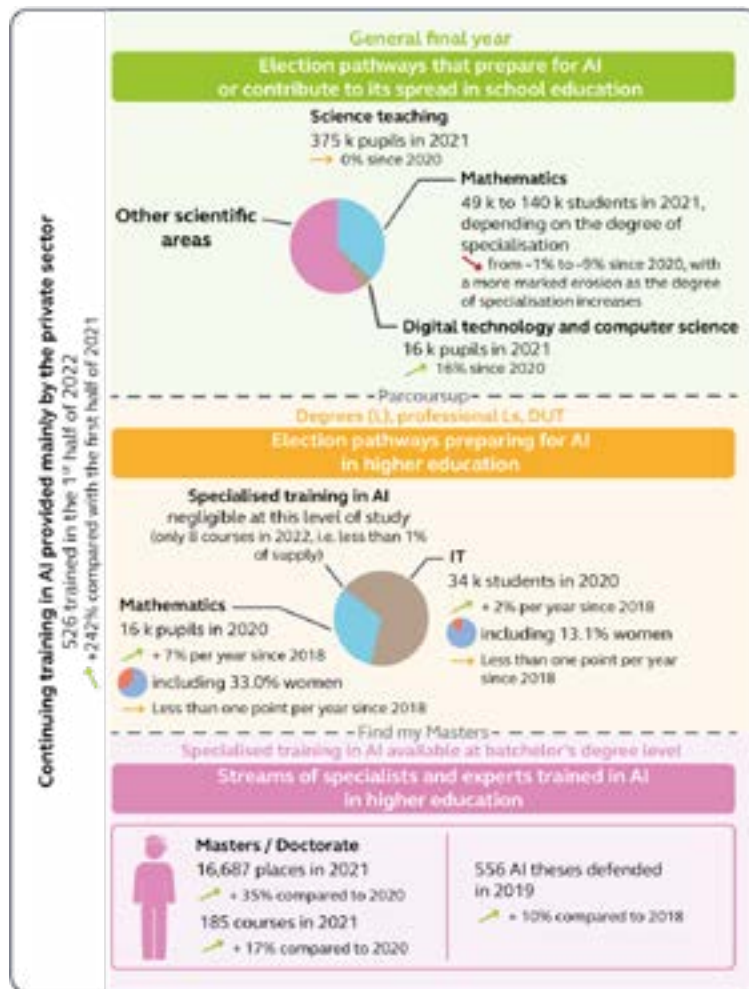 Continuing training in AI provided mainly by the private sector
526 trained in the 1st half of 2022
+242% compared with the first half of 2021
General final year
Election pathways that prepare for AI
or contribute to its spread in school education
Science teaching
375 k pupils in 2021
0% since 2020
Mathematics
49 k to 140 k students in 2021,
depending on the degree of
specialisation
from –1% to –9% since 2020, with
a more marked erosion as the degree
of specialisation increases
Other scientific
areas
Digital technology and computer science
16 k pupils in 2021
16% since 2020
Parcoursup
Degrees (L), professional Ls, DUT
Election pathways preparing for AI
in higher education
Specialised training in AI
negligible at this level of study
(only 8 courses in 2022, i.e. less than 1%
of supply)
IT
34 k students in 2020
+ 2% per year since 2018
including 13.1% women
Less than one point per year
since 2018
Mathematics
16 k pupils in 2020
+ 7% per year since 2018
including 33.0% women
Less than one point per year since 2018
Find my Masters
Specialised training in AI available at batchelor's degree level
Streams of specialists and experts trained in AI
in higher education
Masters / Doctorate
16,687 places in 2021
+ 35% compared to 2020
185 courses in 2021
+ 17% compared to 2020
556 AI theses defended
in 2019
+ 10% compared to 2018